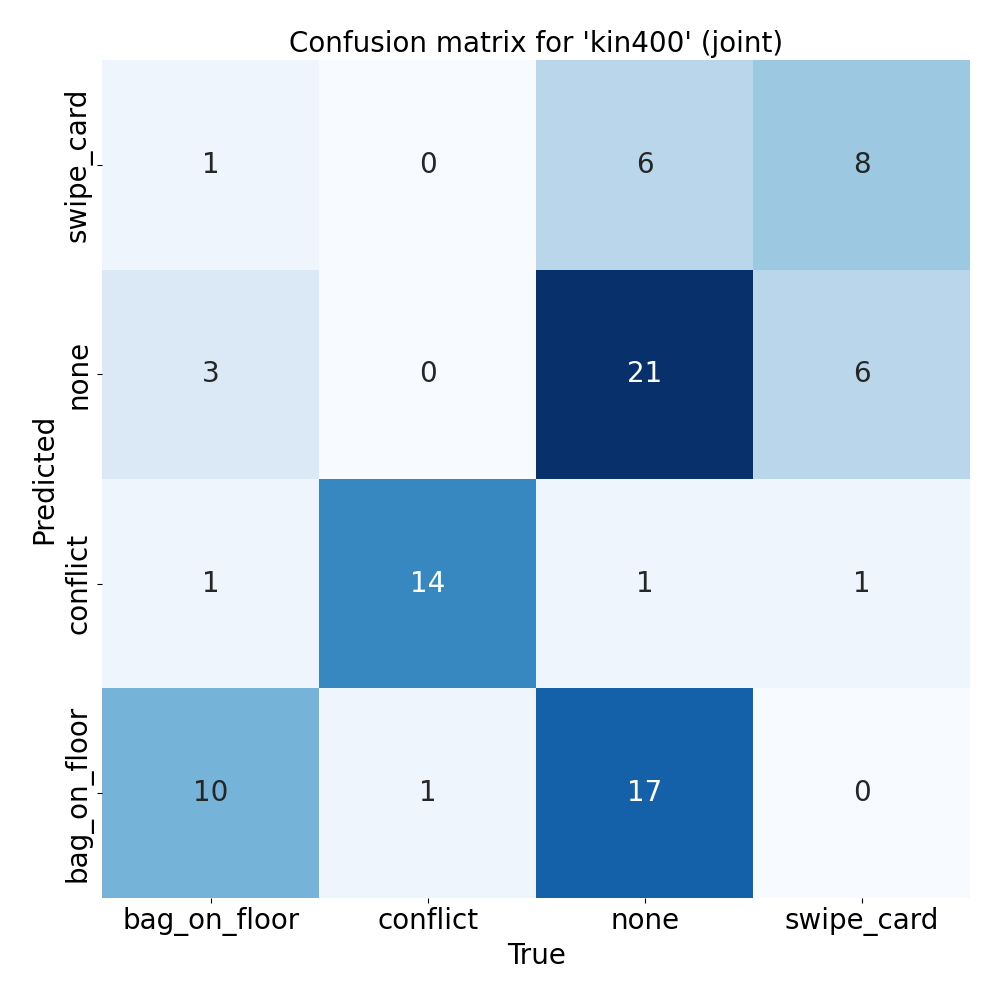 Confusion matrix for 'kin400' (joint)
Predicted
swipe_card
1 0 6 8
none
3 0 21 6
conflict
1 14 1 1
bag_on_floor
10 1 17 0
bag_on_floor conflict none swipe_card
True